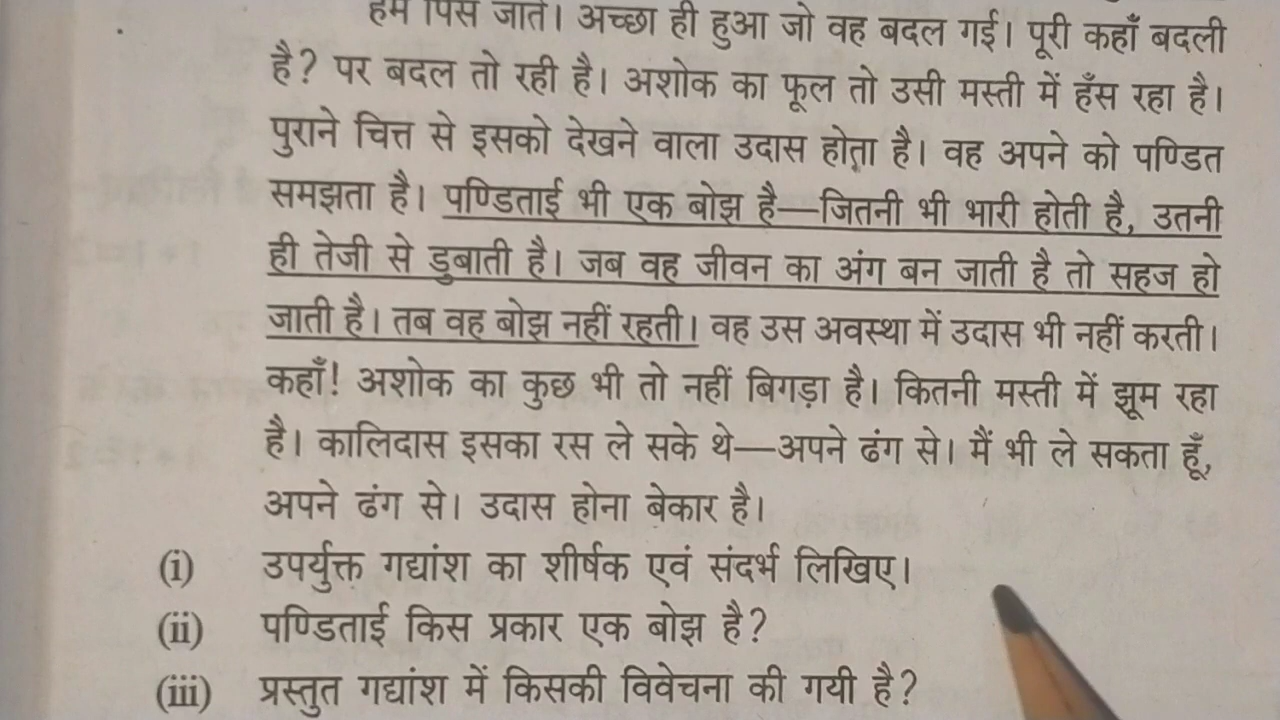 हम पिस जाते। अच्छा ही हुआ जो वह बदल गई। पूरी कहाँ बदली
है? पर बदल तो रही है। अशोक का फूल तो उसी मस्ती में हँस रहा है।
पुराने चित्त से इसको देखने वाला उदास होता है। वह अपने को पण्डित
समझता है। पण्डिताई भी एक बोझ है—जितनी भी भारी होती है, उतनी
ही तेजी से डुबाती है। जब वह जीवन का अंग बन जाती है तो सहज हो
जाती है। तब वह बोझ नहीं रहती। वह उस अवस्था में उदास भी नहीं करती।
कहाँ! अशोक का कुछ भी तो नहीं बिगड़ा है। कितनी मस्ती में झूम रहा
है। कालिदास इसका रस ले सके थे—अपने ढंग से। मैं भी ले सकता हूँ,
अपने ढंग से। उदास होना बेकार है।
(i) उपर्युक्त गद्यांश का शीर्षक एवं संदर्भ लिखिए।
(ii) पण्डिताई किस प्रकार एक बोझ है?
(iii) प्रस्तुत गद्यांश में किसकी विवेचना की गयी है?